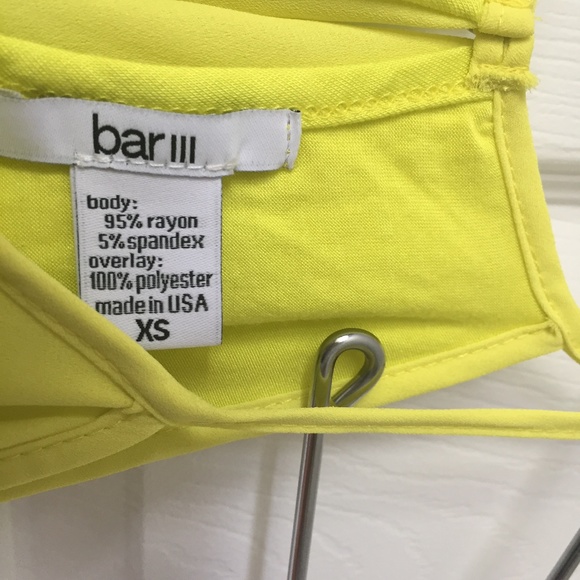 bar III
body:
95% rayon
5% spandex
overlay:
100% polyester
made in USA
XS